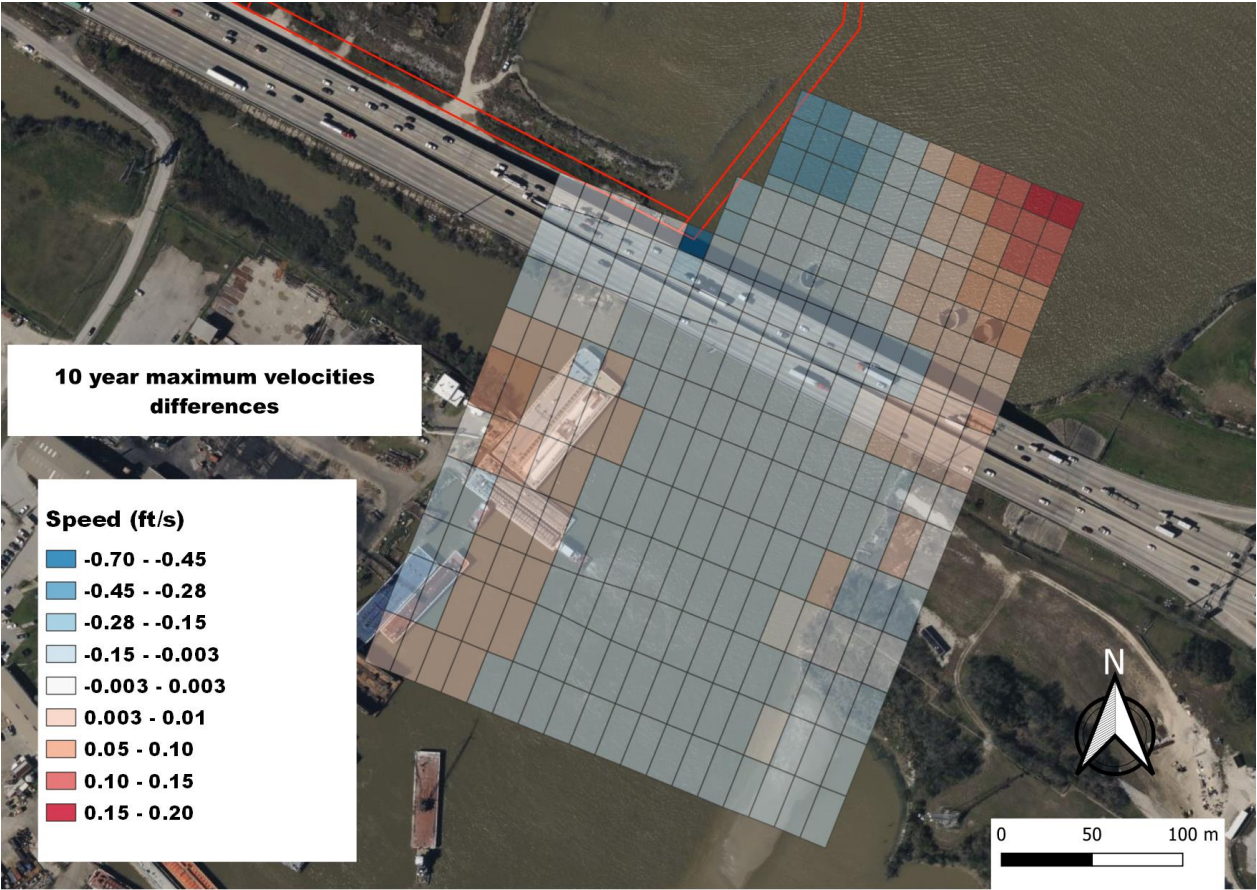 10 year maximum velocities
differences
Speed (ft/s)
-0.70 - -0.45
-0.45 - -0.28
-0.28 - -0.15
-0.15 - -0.003
-0.003 - 0.003
0.003 - 0.01
0.05 - 0.10
0.10 - 0.15
0.15 - 0.20
N
0 50 100 m